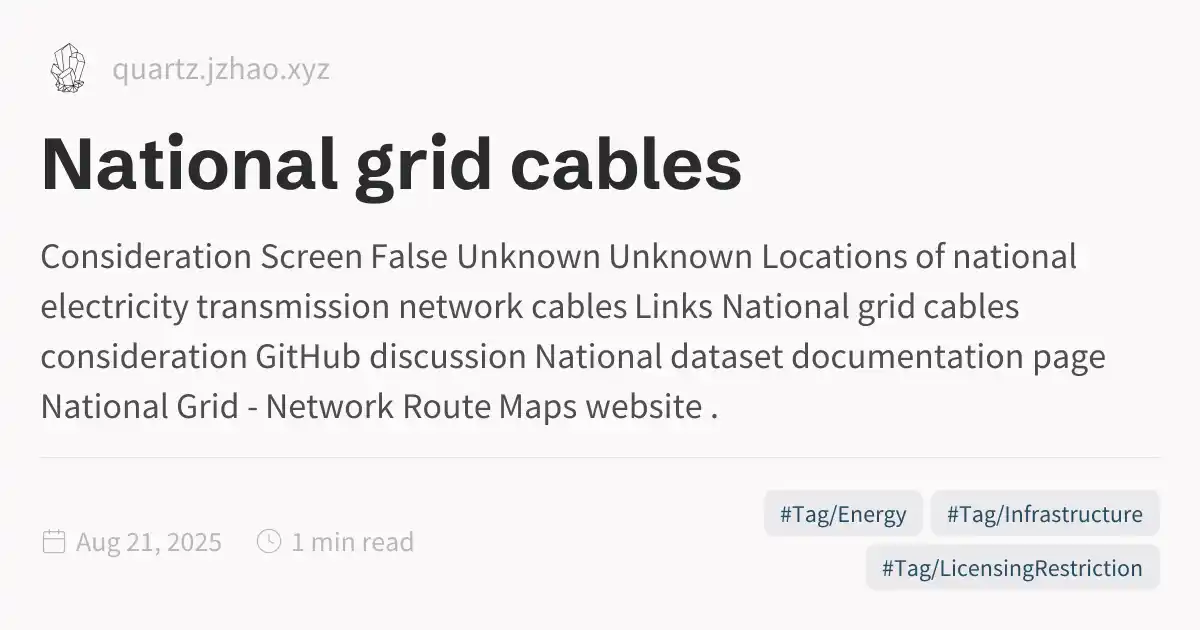 quartz.jzhao.xyz
National grid cables
Consideration Screen False Unknown Unknown Locations of national
electricity transmission network cables Links National grid cables
consideration GitHub discussion National dataset documentation page
National Grid - Network Route Maps website .
Aug 21, 2025
1 min read
#Tag/Energy
#Tag/Infrastructure
#Tag/LicensingRestriction